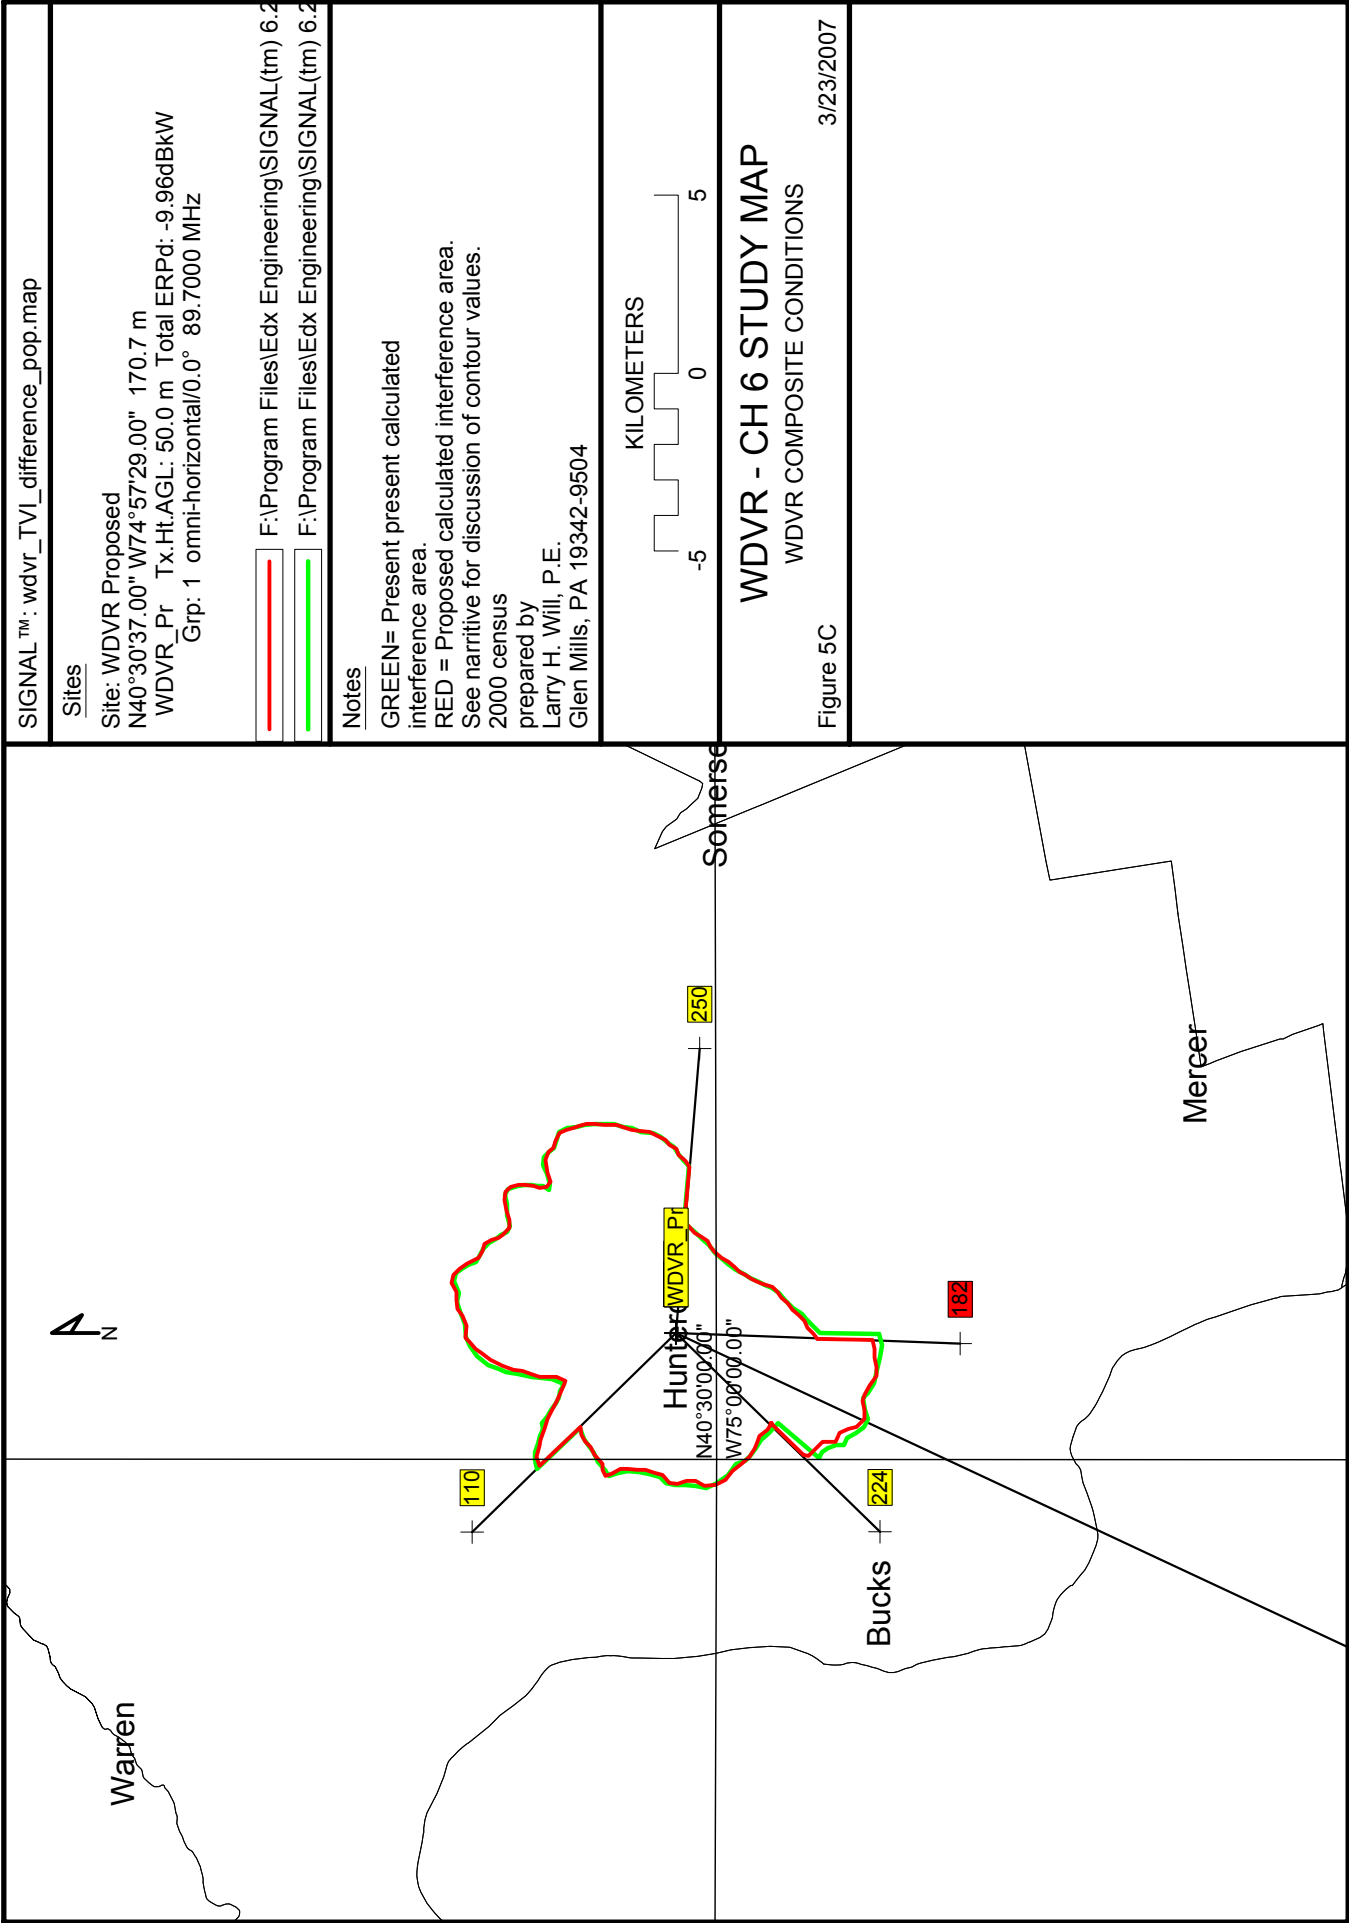 SIGNAL™: wdvr_TVI_difference_pop.map
Sites
Site: WDVR Proposed
N40°30'37.00" W74°57'29.00" 170.7 m
WDVR_Pr Tx.Ht.AGL: 50.0 m Total ERPd: -9.96dBkW
Grp: 1 omni-horizontal/0.0° 89.7000 MHz
F:\Program Files\Edx Engineering\SIGNAL(tm) 6.2
F:\Program Files\Edx Engineering\SIGNAL(tm) 6.2
Notes
GREEN= Present present calculated
interference area.
RED = Proposed calculated interference area.
See narritive for discussion of contour values.
2000 census
prepared by
Larry H. Will, P.E.
Glen Mills, PA 19342-9504
KILOMETERS
-5 0 5
WDVR - CH 6 STUDY MAP
WDVR COMPOSITE CONDITIONS
Figure 5C 3/23/2007
Warren
N
110
250
WDVR_Pr
Hunterd
Somerse
N40°30'00.00"
W75°00'00.00"
224
182
Bucks
Mercer